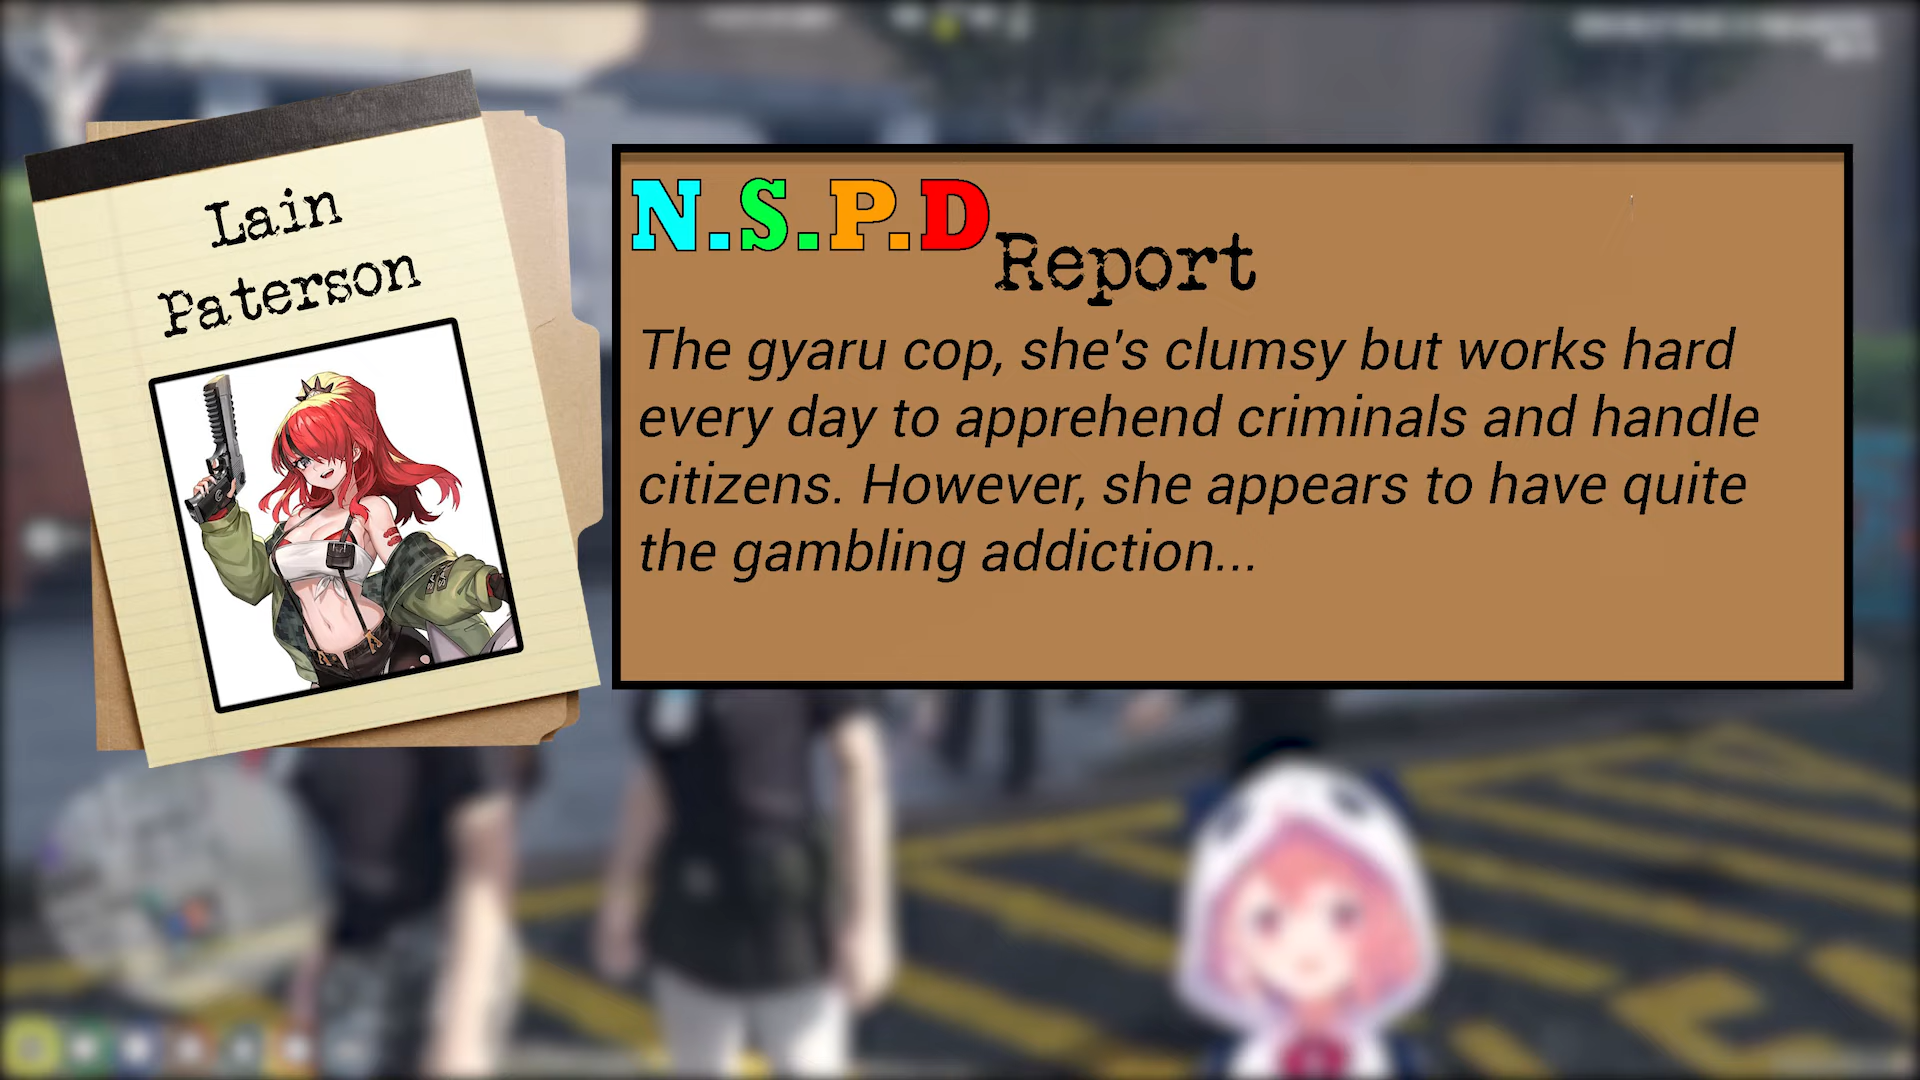 Lain
Paterson
N.S.P.D
Report
The gyaru cop, she's clumsy but works hard
every day to apprehend criminals and handle
citizens. However, she appears to have quite
the gambling addiction...